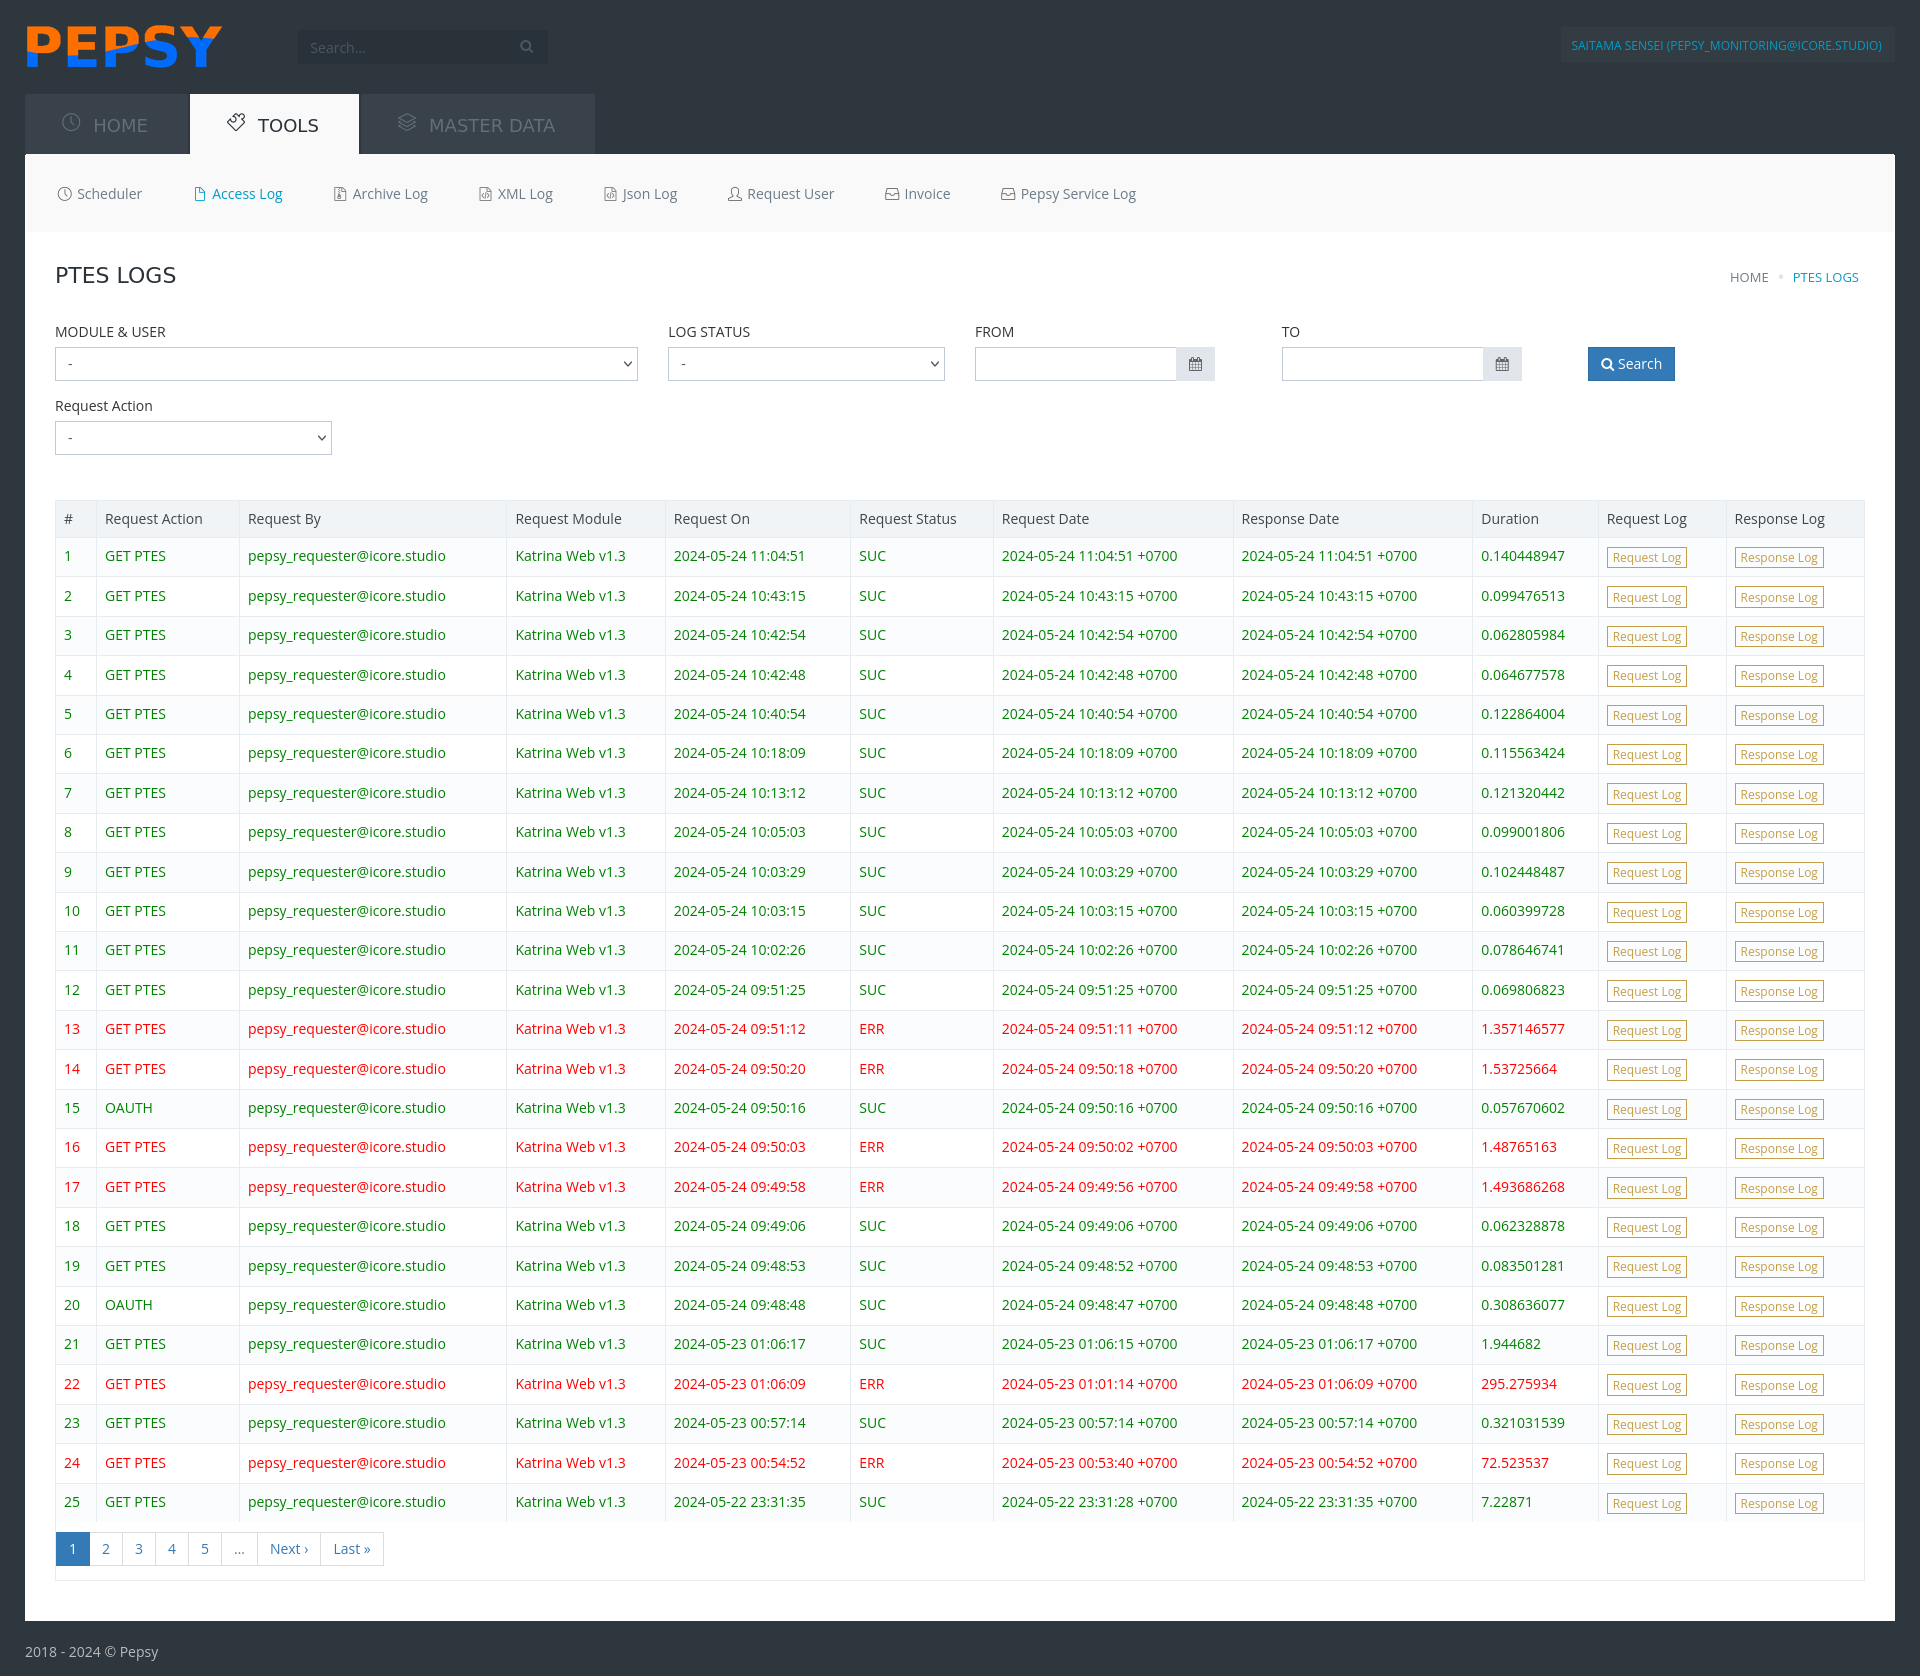 PEPSY
Search...
SAITAMA SENSEI (PEPSY_MONITORING@ICORE.STUDIO)
HOME TOOLS MASTER DATA
Scheduler Access Log Archive Log XML Log Json Log Request User Invoice Pepsy Service Log
PTES LOGS
HOME • PTES LOGS
MODULE & USER LOG STATUS FROM TO
- - Search
Request Action
-
# Request Action Request By Request Module Request On Request Status Request Date Response Date Duration Request Log Response Log
1 GET PTES pepsy_requester@icore.studio Katrina Web v1.3 2024-05-24 11:04:51 SUC 2024-05-24 11:04:51 +0700 2024-05-24 11:04:51 +0700 0.140448947 Request Log Response Log
2 GET PTES pepsy_requester@icore.studio Katrina Web v1.3 2024-05-24 10:43:15 SUC 2024-05-24 10:43:15 +0700 2024-05-24 10:43:15 +0700 0.099476513 Request Log Response Log
3 GET PTES pepsy_requester@icore.studio Katrina Web v1.3 2024-05-24 10:42:54 SUC 2024-05-24 10:42:54 +0700 2024-05-24 10:42:54 +0700 0.062805984 Request Log Response Log
4 GET PTES pepsy_requester@icore.studio Katrina Web v1.3 2024-05-24 10:42:48 SUC 2024-05-24 10:42:48 +0700 2024-05-24 10:42:48 +0700 0.064677578 Request Log Response Log
5 GET PTES pepsy_requester@icore.studio Katrina Web v1.3 2024-05-24 10:40:54 SUC 2024-05-24 10:40:54 +0700 2024-05-24 10:40:54 +0700 0.122864004 Request Log Response Log
6 GET PTES pepsy_requester@icore.studio Katrina Web v1.3 2024-05-24 10:18:09 SUC 2024-05-24 10:18:09 +0700 2024-05-24 10:18:09 +0700 0.115563424 Request Log Response Log
7 GET PTES pepsy_requester@icore.studio Katrina Web v1.3 2024-05-24 10:13:12 SUC 2024-05-24 10:13:12 +0700 2024-05-24 10:13:12 +0700 0.121320442 Request Log Response Log
8 GET PTES pepsy_requester@icore.studio Katrina Web v1.3 2024-05-24 10:05:03 SUC 2024-05-24 10:05:03 +0700 2024-05-24 10:05:03 +0700 0.099001806 Request Log Response Log
9 GET PTES pepsy_requester@icore.studio Katrina Web v1.3 2024-05-24 10:03:29 SUC 2024-05-24 10:03:29 +0700 2024-05-24 10:03:29 +0700 0.102448487 Request Log Response Log
10 GET PTES pepsy_requester@icore.studio Katrina Web v1.3 2024-05-24 10:03:15 SUC 2024-05-24 10:03:15 +0700 2024-05-24 10:03:15 +0700 0.060399728 Request Log Response Log
11 GET PTES pepsy_requester@icore.studio Katrina Web v1.3 2024-05-24 10:02:26 SUC 2024-05-24 10:02:26 +0700 2024-05-24 10:02:26 +0700 0.078646741 Request Log Response Log
12 GET PTES pepsy_requester@icore.studio Katrina Web v1.3 2024-05-24 09:51:25 SUC 2024-05-24 09:51:25 +0700 2024-05-24 09:51:25 +0700 0.069806823 Request Log Response Log
13 GET PTES pepsy_requester@icore.studio Katrina Web v1.3 2024-05-24 09:51:12 ERR 2024-05-24 09:51:11 +0700 2024-05-24 09:51:12 +0700 1.357146577 Request Log Response Log
14 GET PTES pepsy_requester@icore.studio Katrina Web v1.3 2024-05-24 09:50:20 ERR 2024-05-24 09:50:18 +0700 2024-05-24 09:50:20 +0700 1.53725664 Request Log Response Log
15 OAUTH pepsy_requester@icore.studio Katrina Web v1.3 2024-05-24 09:50:16 SUC 2024-05-24 09:50:16 +0700 2024-05-24 09:50:16 +0700 0.057670602 Request Log Response Log
16 GET PTES pepsy_requester@icore.studio Katrina Web v1.3 2024-05-24 09:50:03 ERR 2024-05-24 09:50:02 +0700 2024-05-24 09:50:03 +0700 1.48765163 Request Log Response Log
17 GET PTES pepsy_requester@icore.studio Katrina Web v1.3 2024-05-24 09:49:58 ERR 2024-05-24 09:49:56 +0700 2024-05-24 09:49:58 +0700 1.493686268 Request Log Response Log
18 GET PTES pepsy_requester@icore.studio Katrina Web v1.3 2024-05-24 09:49:06 SUC 2024-05-24 09:49:06 +0700 2024-05-24 09:49:06 +0700 0.062328878 Request Log Response Log
19 GET PTES pepsy_requester@icore.studio Katrina Web v1.3 2024-05-24 09:48:53 SUC 2024-05-24 09:48:52 +0700 2024-05-24 09:48:53 +0700 0.083501281 Request Log Response Log
20 OAUTH pepsy_requester@icore.studio Katrina Web v1.3 2024-05-24 09:48:48 SUC 2024-05-24 09:48:47 +0700 2024-05-24 09:48:48 +0700 0.308636077 Request Log Response Log
21 GET PTES pepsy_requester@icore.studio Katrina Web v1.3 2024-05-23 01:06:17 SUC 2024-05-23 01:06:15 +0700 2024-05-23 01:06:17 +0700 1.944682 Request Log Response Log
22 GET PTES pepsy_requester@icore.studio Katrina Web v1.3 2024-05-23 01:06:09 ERR 2024-05-23 01:01:14 +0700 2024-05-23 01:06:09 +0700 295.275934 Request Log Response Log
23 GET PTES pepsy_requester@icore.studio Katrina Web v1.3 2024-05-23 00:57:14 SUC 2024-05-23 00:57:14 +0700 2024-05-23 00:57:14 +0700 0.321031539 Request Log Response Log
24 GET PTES pepsy_requester@icore.studio Katrina Web v1.3 2024-05-23 00:54:52 ERR 2024-05-23 00:53:40 +0700 2024-05-23 00:54:52 +0700 72.523537 Request Log Response Log
25 GET PTES pepsy_requester@icore.studio Katrina Web v1.3 2024-05-22 23:31:35 SUC 2024-05-22 23:31:28 +0700 2024-05-22 23:31:35 +0700 7.22871 Request Log Response Log
1 2 3 4 5 ... Next › Last »
2018 - 2024 © Pepsy